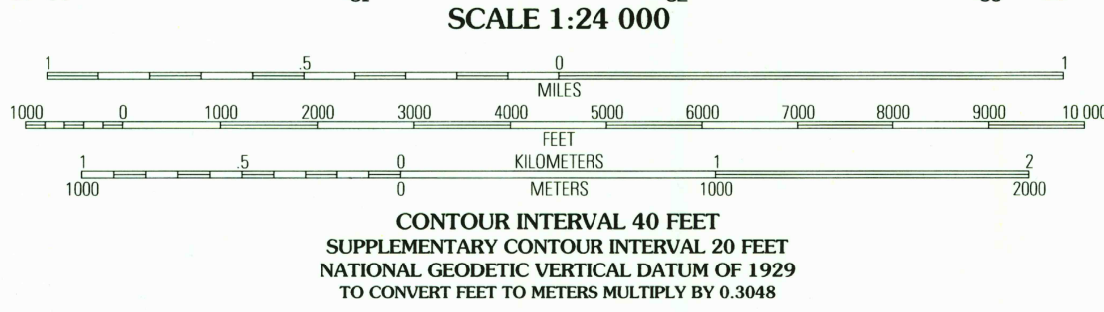 SCALE 1:24 000
1 .5 0 1
MILES
1000 0 1000 2000 3000 4000 5000 6000 7000 8000 9000 10 000
FEET
1 .5 0 KILOMETERS 1 2
1000 0 METERS 1000 2000
CONTOUR INTERVAL 40 FEET
SUPPLEMENTARY CONTOUR INTERVAL 20 FEET
NATIONAL GEODETIC VERTICAL DATUM OF 1929
TO CONVERT FEET TO METERS MULTIPLY BY 0.3048